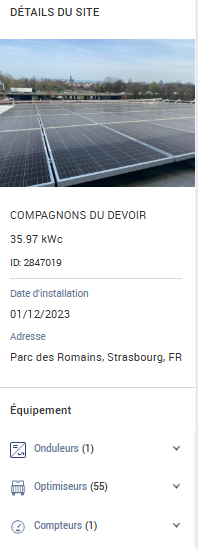 DÉTAILS DU SITE
COMPAGNONS DU DEVOIR
35.97 kWc
ID: 2847019
Date d'installation
01/12/2023
Adresse
Parc des Romains, Strasbourg, FR
Équipement
Onduleurs (1)
Optimiseurs (55)
Compteurs (1)